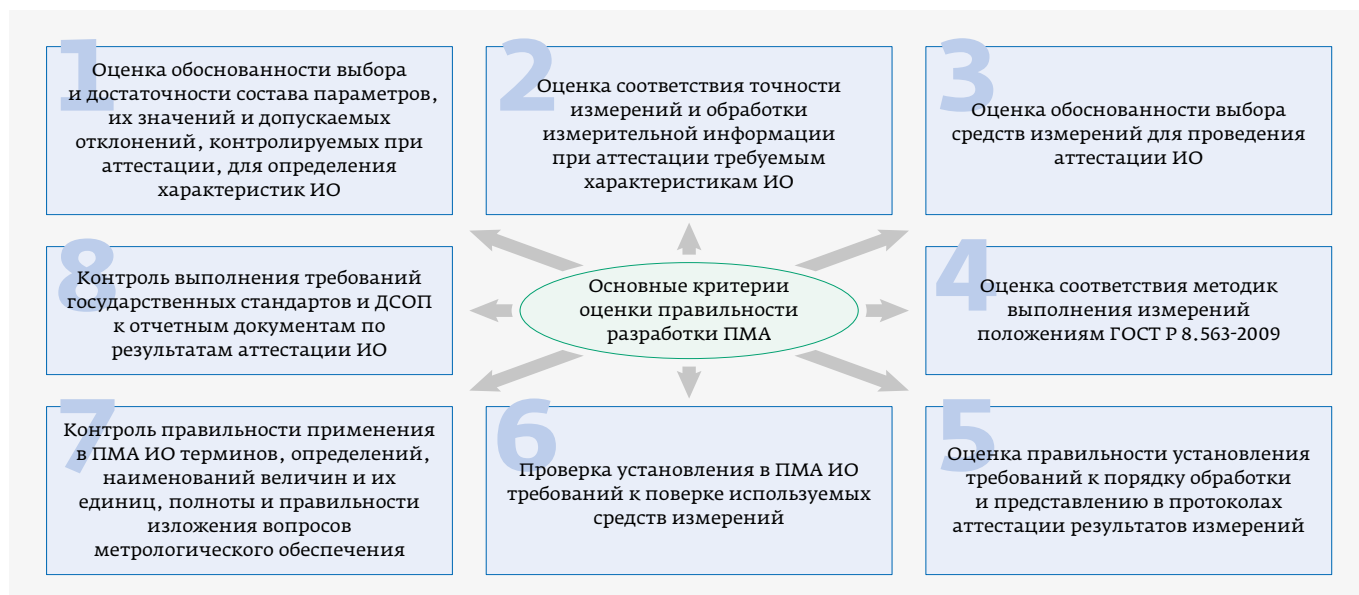 1
Оценка обоснованности выбора
и достаточности состава параметров,
их значений и допускаемых
отклонений, контролируемых при
аттестации, для определения
характеристик ИО
2
Оценка соответствия точности
измерений и обработки
измерительной информации
при аттестации требуемым
характеристикам ИО
3
Оценка обоснованности выбора
средств измерений для проведения
аттестации ИО
8
Контроль выполнения требований
государственных стандартов и ДСОП
к отчетным документам по
результатам аттестации ИО
Основные критерии
оценки правильности
разработки ПМА
4
Оценка соответствия методик
выполнения измерений
положениям ГОСТ Р 8.563-2009
7
Контроль правильности применения
в ПМА ИО терминов, определений,
наименований величин и их
единиц, полноты и правильности
изложения вопросов
метрологического обеспечения
6
Проверка установления в ПМА ИО
требований к поверке используемых
средств измерений
5
Оценка правильности установления
требований к порядку обработки
и представлению в протоколах
аттестации результатов измерений